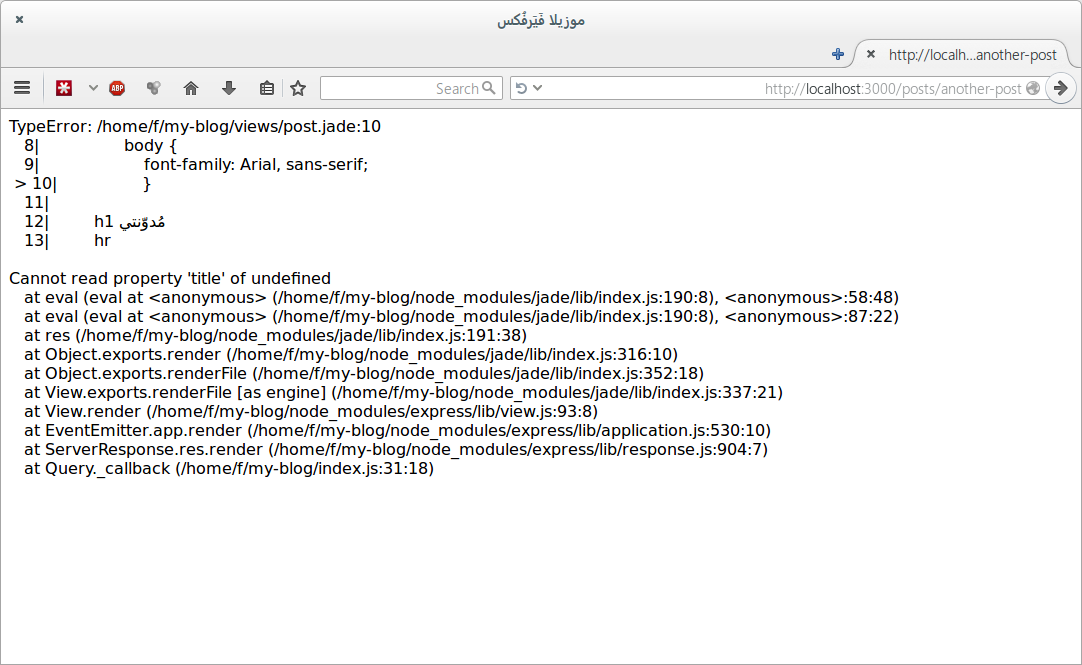 موزيلا فَيَرفُكس
http://localh...another-post
ABP
Search
http://localhost:3000/posts/another-post
TypeError: /home/f/my-blog/views/post.jade:10
8| body {
9| font-family: Arial, sans-serif;
> 10| }
11|
12| h1 مُدوّنتي
13| hr
Cannot read property 'title' of undefined
at eval (eval at <anonymous> (/home/f/my-blog/node_modules/jade/lib/index.js:190:8), <anonymous>:58:48)
at eval (eval at <anonymous> (/home/f/my-blog/node_modules/jade/lib/index.js:190:8), <anonymous>:87:22)
at res (/home/f/my-blog/node_modules/jade/lib/index.js:191:38)
at Object.exports.render (/home/f/my-blog/node_modules/jade/lib/index.js:316:10)
at Object.exports.renderFile (/home/f/my-blog/node_modules/jade/lib/index.js:352:18)
at View.exports.renderFile [as engine] (/home/f/my-blog/node_modules/jade/lib/index.js:337:21)
at View.render (/home/f/my-blog/node_modules/express/lib/view.js:93:8)
at EventEmitter.app.render (/home/f/my-blog/node_modules/express/lib/application.js:530:10)
at ServerResponse.res.render (/home/f/my-blog/node_modules/express/lib/response.js:904:7)
at Query._callback (/home/f/my-blog/index.js:31:18)